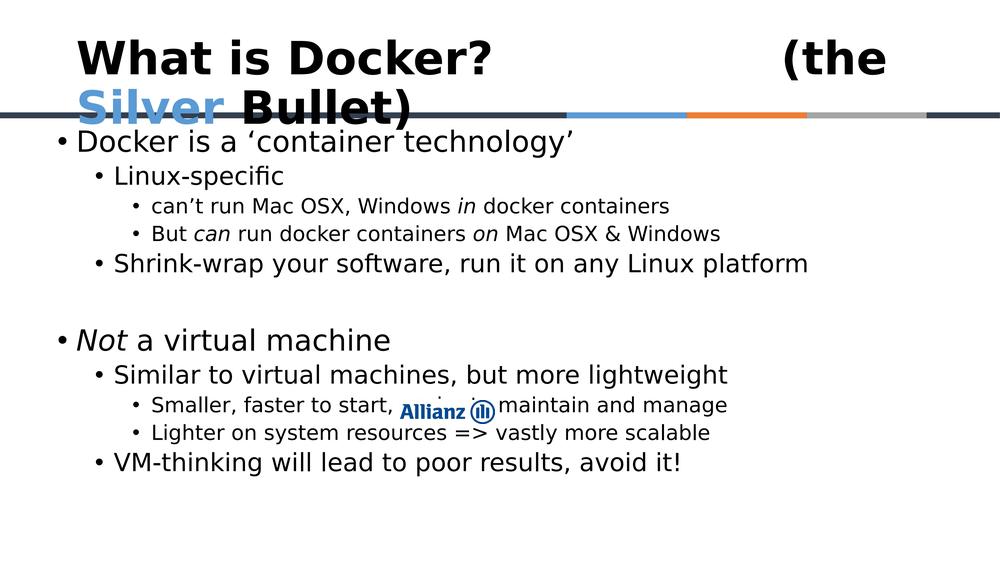 What is Docker? (the
Silver Bullet)
• Docker is a ‘container technology’
• Linux-specific
• can’t run Mac OSX, Windows in docker containers
• But can run docker containers on Mac OSX & Windows
• Shrink-wrap your software, run it on any Linux platform
• Not a virtual machine
• Similar to virtual machines, but more lightweight
• Smaller, faster to start, maintain and manage
Allianz
• Lighter on system resources => vastly more scalable
• VM-thinking will lead to poor results, avoid it!